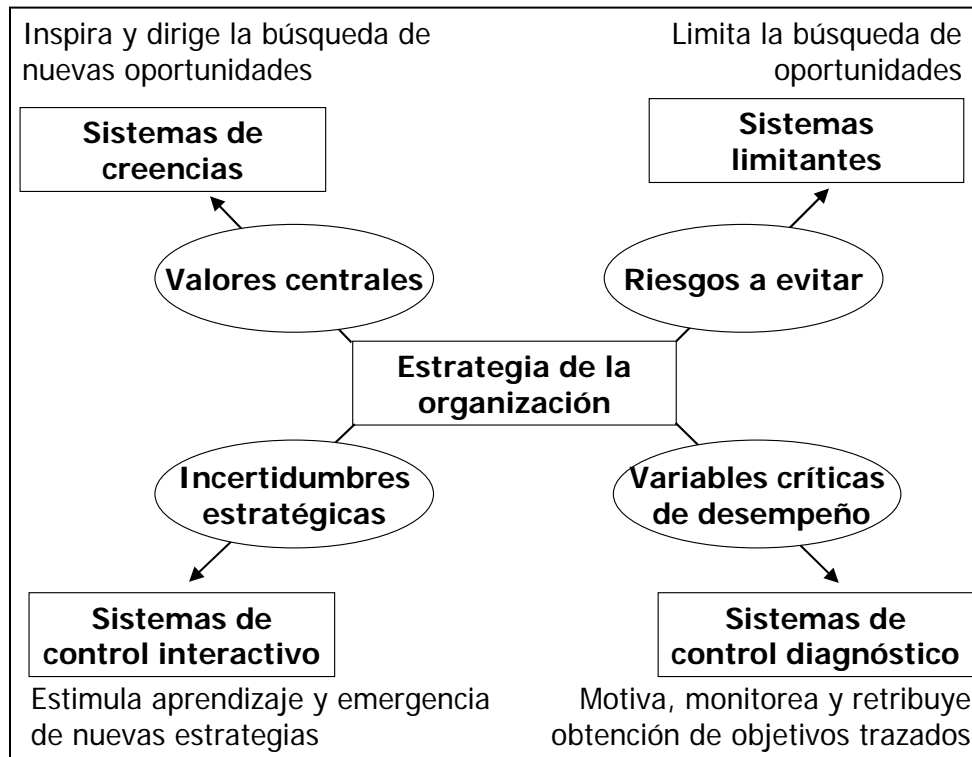 Inspira y dirige la búsqueda de
nuevas oportunidades
Limita la búsqueda de
oportunidades
Sistemas de
creencias
Sistemas
limitantes
Valores centrales
Riesgos a evitar
Estrategia de la
organización
Incertidumbres
estratégicas
Variables críticas
de desempeño
Sistemas de
control interactivo
Sistemas de
control diagnóstico
Estimula aprendizaje y emergencia
de nuevas estrategias
Motiva, monitorea y retribuye
obtención de objetivos trazados